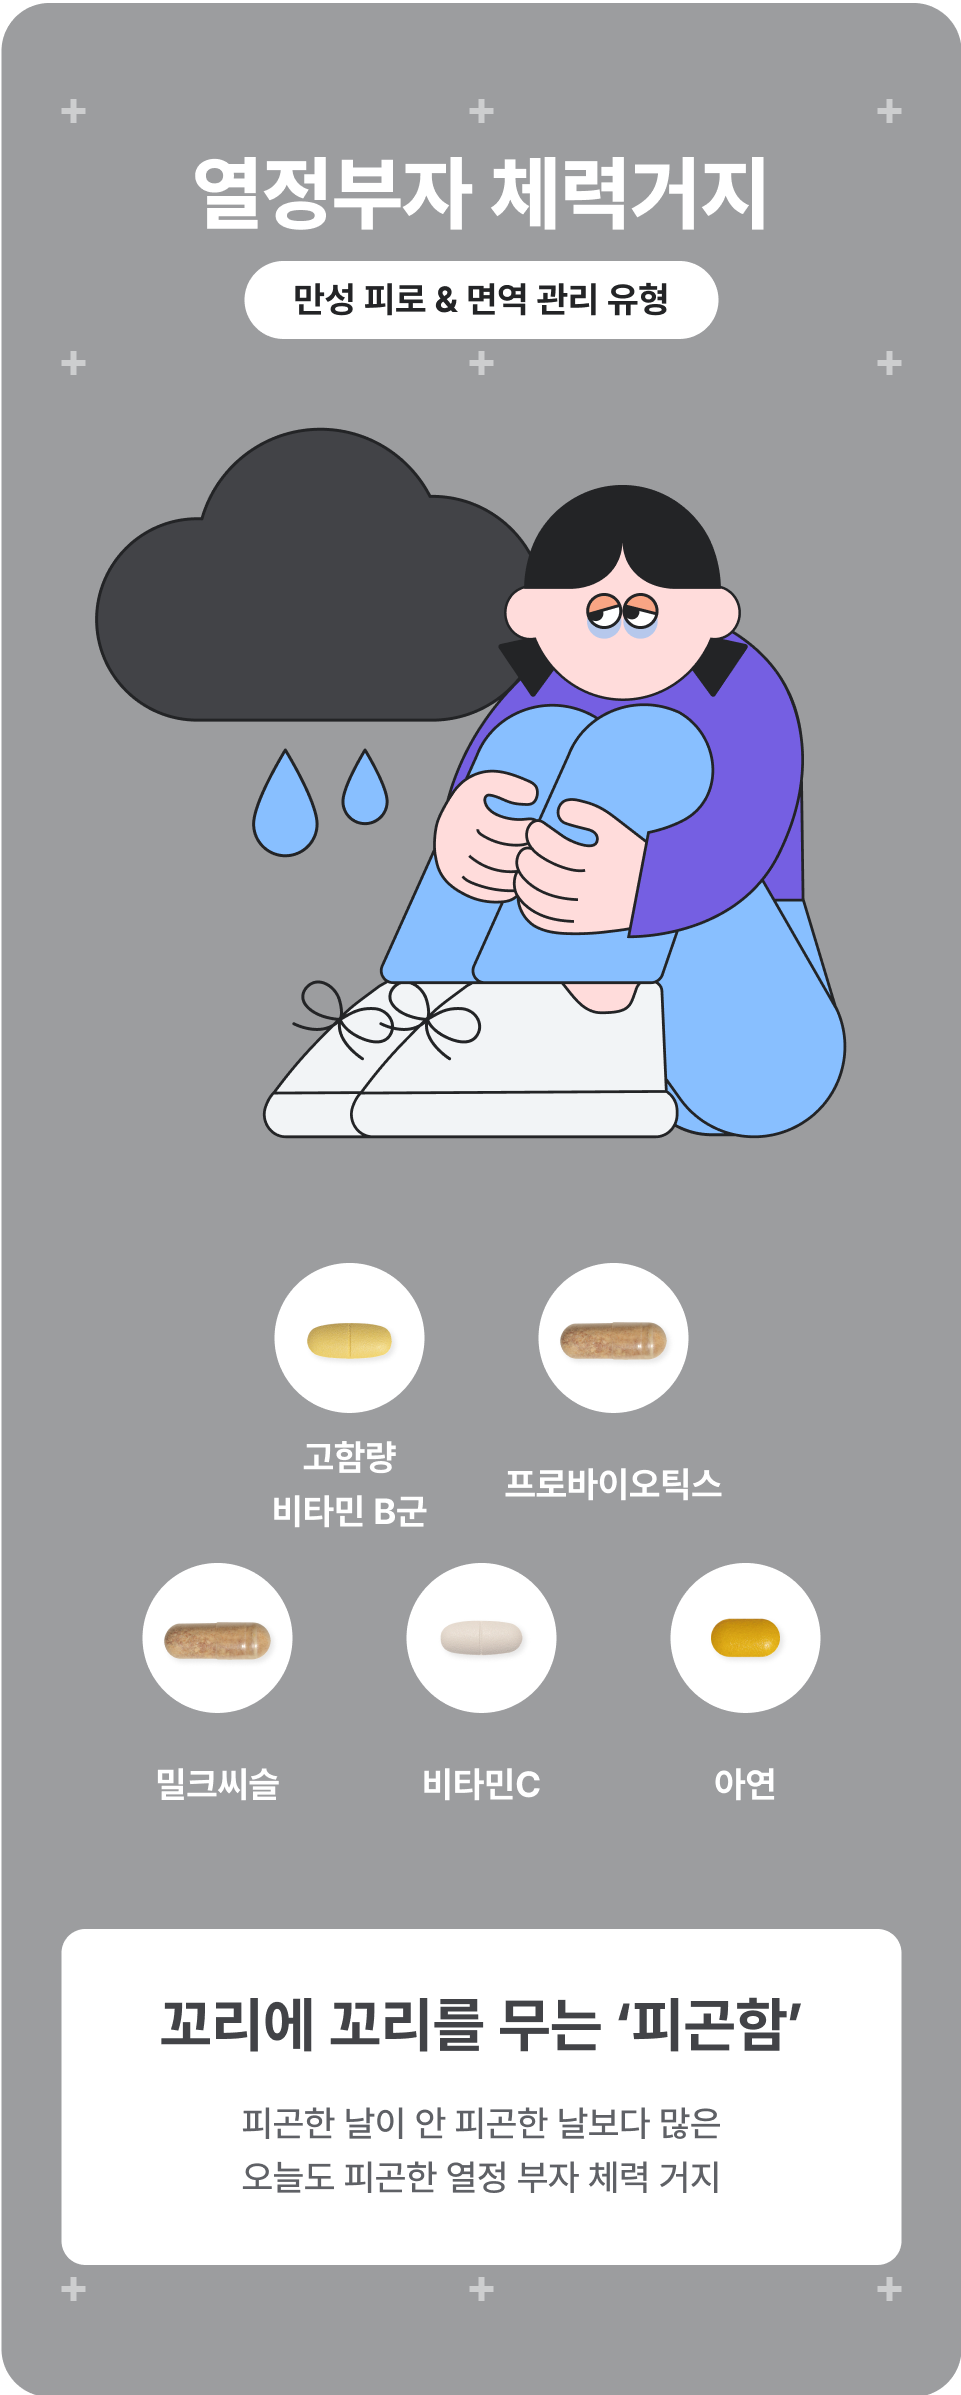 열정부자 체력거지
만성 피로 & 면역 관리 유형
고함량
비타민 B군
프로바이오틱스
밀크씨슬
비타민C
아연
꼬리에 꼬리를 무는 ‘피곤함’
피곤한 날이 안 피곤한 날보다 많은
오늘도 피곤한 열정 부자 체력 거지